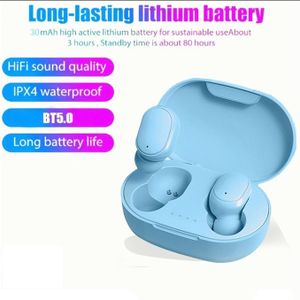 Long-lasting lithium battery
30mAh high active lithium battery for sustainable useAbout
3 hours , Standby time is about 80 hours
HiFi sound quality
IPX4 waterproof
BT5.0
Long battery life